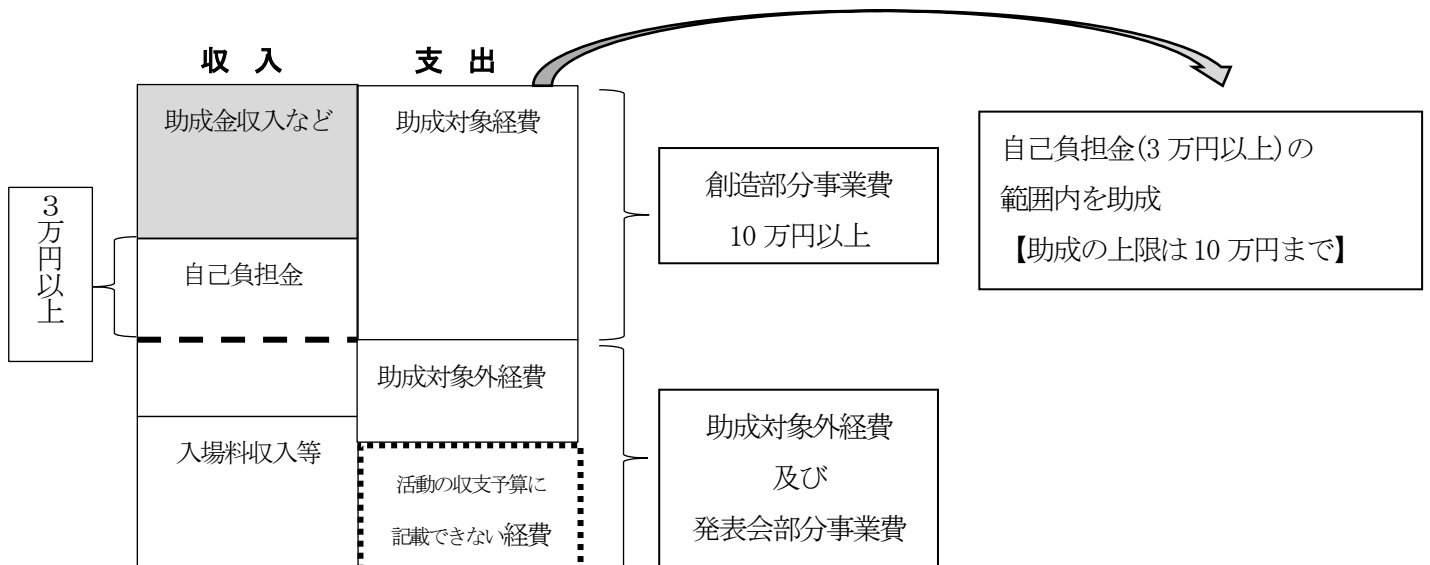 収 入
支 出
助成金収入など
助成対象経費
3万円以上
自己負担金
助成対象外経費
入場料収入等
活動の収支予算に
記載できない経費
創造部分事業費
10 万円以上
助成対象外経費
及び
発表会部分事業費
自己負担金(3 万円以上)の
範囲内を助成
【助成の上限は 10 万円まで】